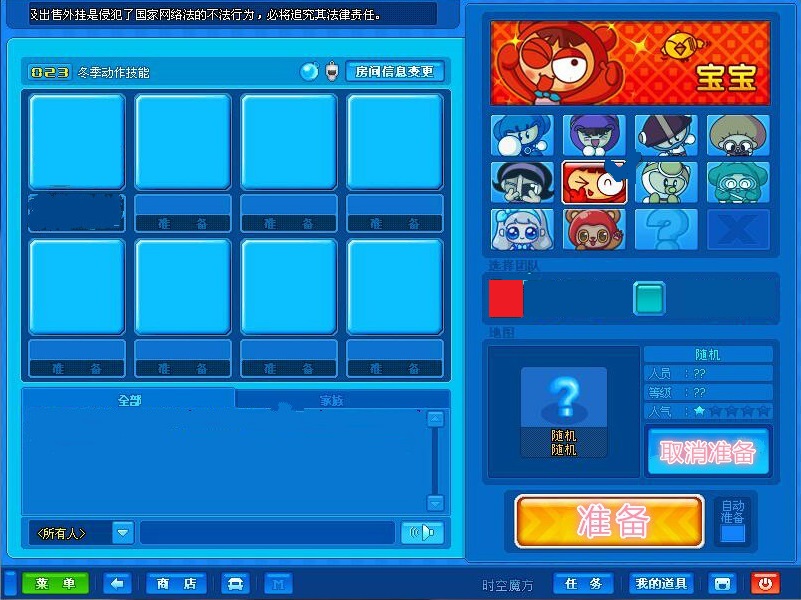 及出售外挂是侵犯了国家网络法的不法行为，必将追究其法律责任。
023 冬季动作技能
房间信息变更
准 备
准 备
准 备
准 备
准 备
准 备
准 备
全部
家族
<所有人>
宝宝
选择团队
地图
随机
随机
随机
人员 : ??
等级 : ??
人气 :
取消准备
准备
自动
准备
菜 单
商 店
M
时空魔方
任 务
我的道具